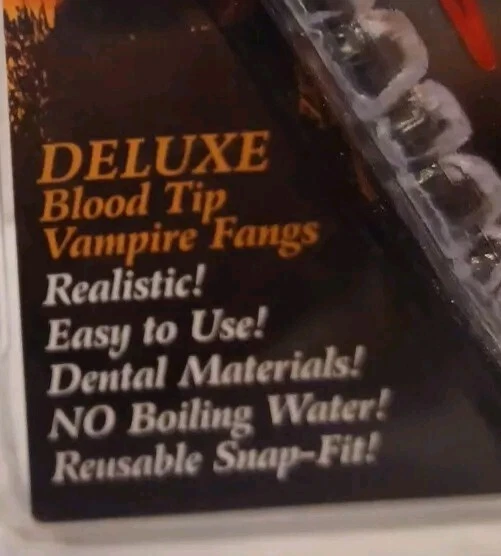 DELUXE
Blood Tip
Vampire Fangs
Realistic!
Easy to Use!
Dental Materials!
NO Boiling Water!
Reusable Snap-Fit!